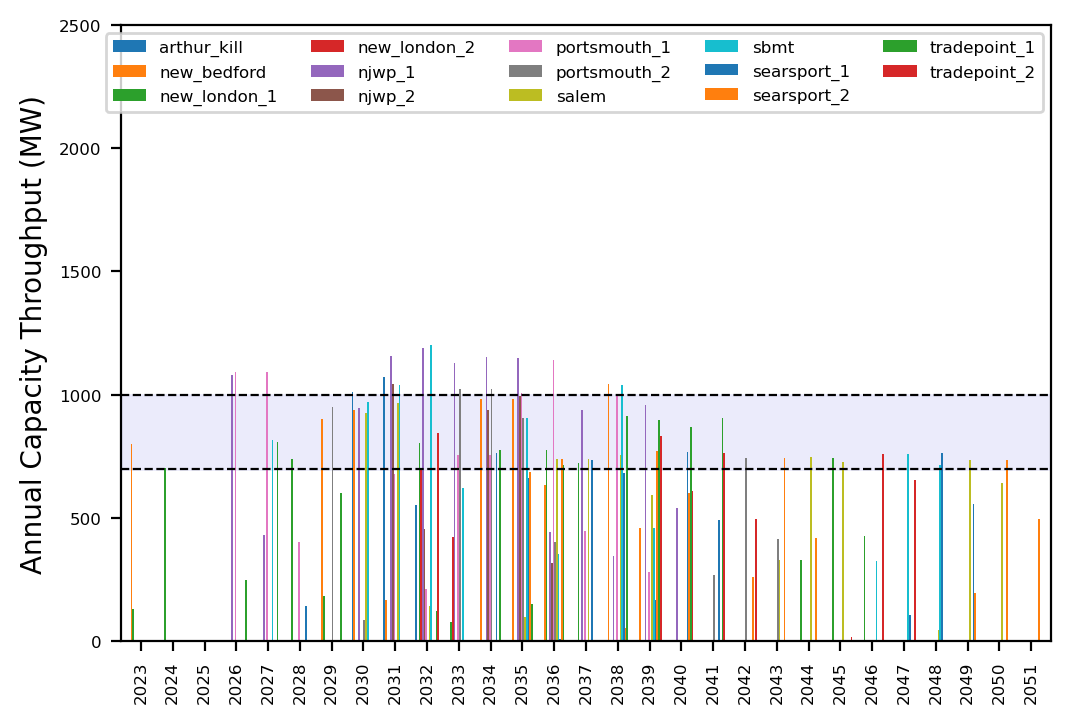 2500
arthur_kill new_london_2 portsmouth_1 sbmt tradepoint_1
new_bedford njwp_1 portsmouth_2 searsport_1 tradepoint_2
new_london_1 njwp_2 salem searsport_2
2000
1500
1000
500
0
Annual Capacity Throughput (MW)
2023 2024 2025 2026 2027 2028 2029 2030 2031 2032 2033 2034 2035 2036 2037 2038 2039 2040 2041 2042 2043 2044 2045 2046 2047 2048 2049 2050 2051